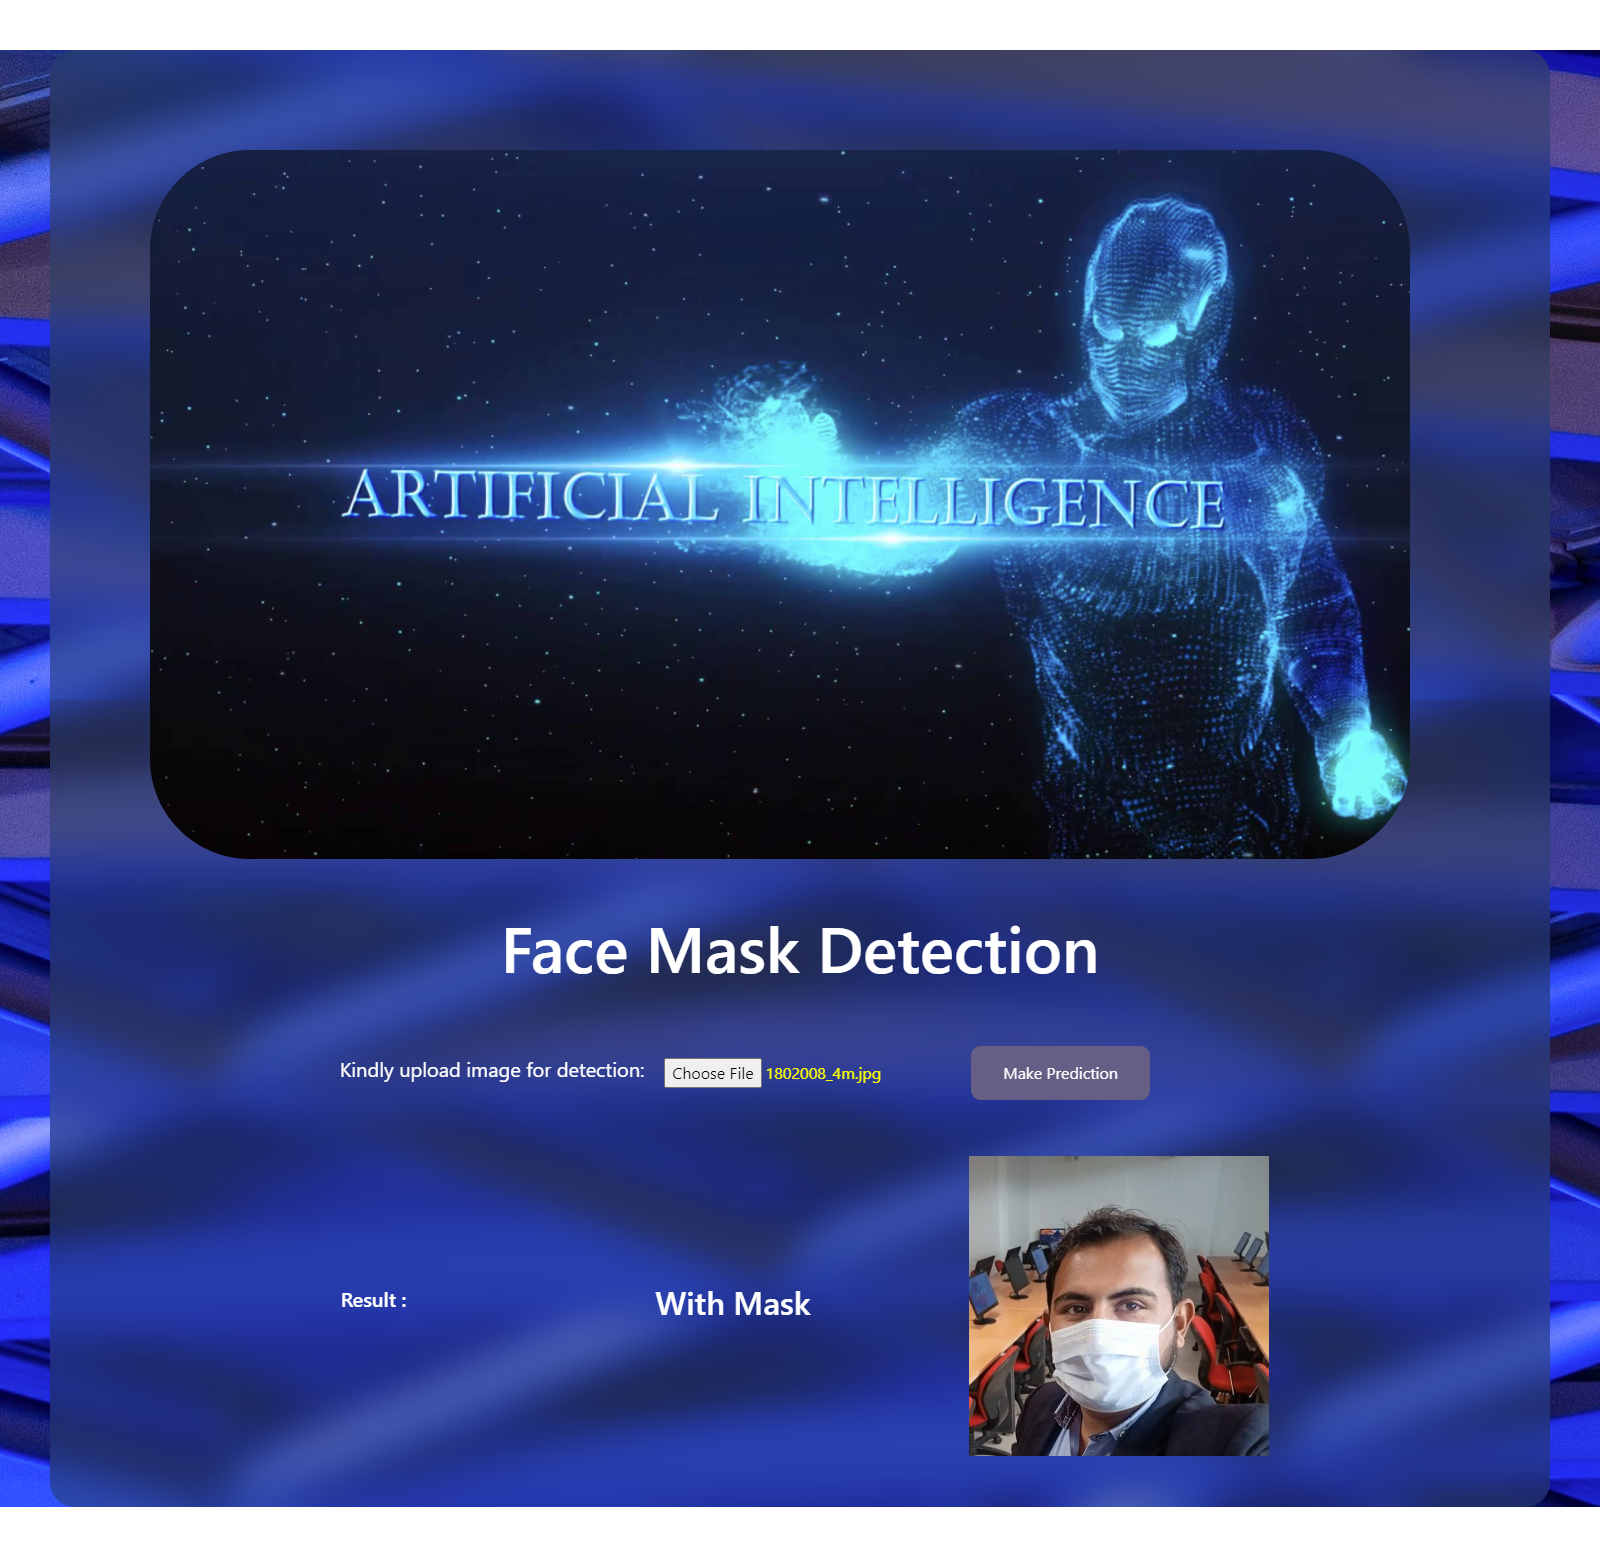 ARTIFICIAL INTELLIGENCE
Face Mask Detection
Kindly upload image for detection: Choose File 1802008_4m.jpg Make Prediction
Result : With Mask